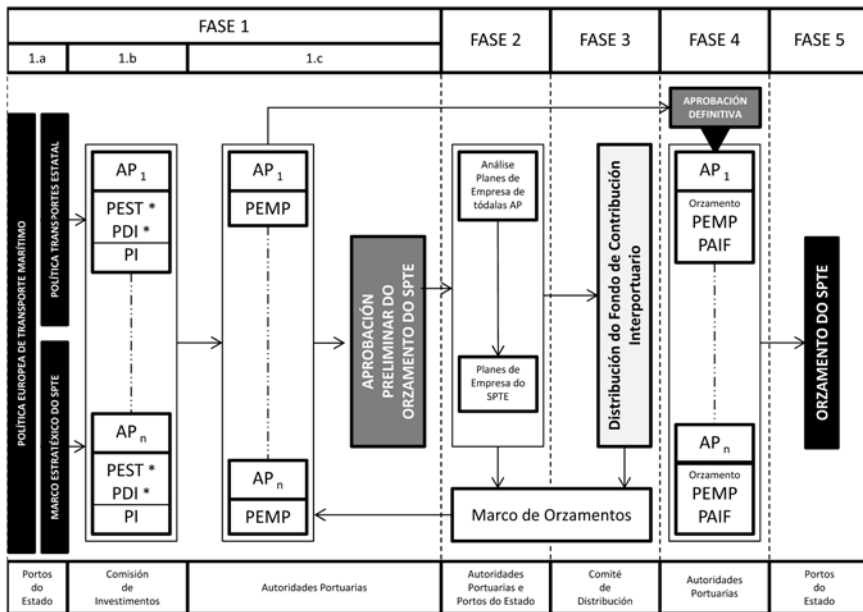 FASE 1
FASE 2
FASE 3
FASE 4
FASE 5
1.a
1.b
1.c
POLÍTICA EUROPEA DE TRANSPORTE MARÍTIMO
POLÍTICA TRANSPORTES ESTATAL
MARCO ESTRATÉXICO DO SPTE
AP 1
PEST *
PDI *
PI
AP n
PEST *
PDI *
PI
AP 1
PEMP
AP n
PEMP
APROBACIÓN
PRELIMINAR DO
ORZAMENTO DO SPTE
Análise
Planes de
Empresa de
tódalas AP
Planes de
Empresa do
SPTE
Distribución do Fondo de Contribución
Interportuario
Marco de Orzamentos
APROBACIÓN
DEFINITIVA
AP 1
Orzamento
PEMP
PAIF
AP n
Orzamento
PEMP
PAIF
ORZAMENTO DO SPTE
Portos
do
Estado
Comisión
de
Investimentos
Autoridades Portuarias
Autoridades
Portuarias e
Portos do Estado
Comité
de
Distribución
Autoridades
Portuarias
Portos
do
Estado